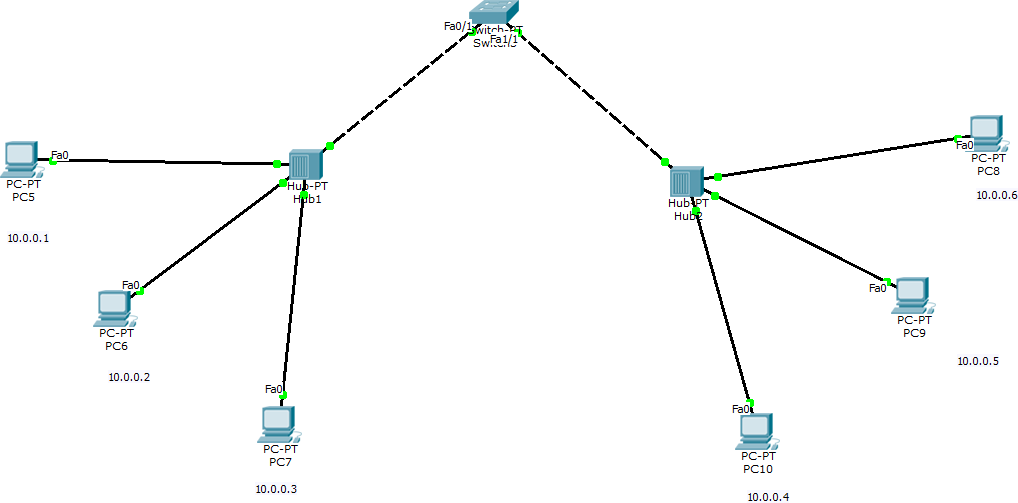 Fa0/1
Switch-PT
Fa1/1
Fa0
PC-PT
PC5
10.0.0.1
Hub-PT
Hub1
Fa0
PC-PT
PC6
10.0.0.2
Fa0
PC-PT
PC7
10.0.0.3
Hub-PT
Hub2
Fa0
PC-PT
PC8
10.0.0.6
Fa0
PC-PT
PC9
10.0.0.5
Fa0
PC-PT
PC10
10.0.0.4